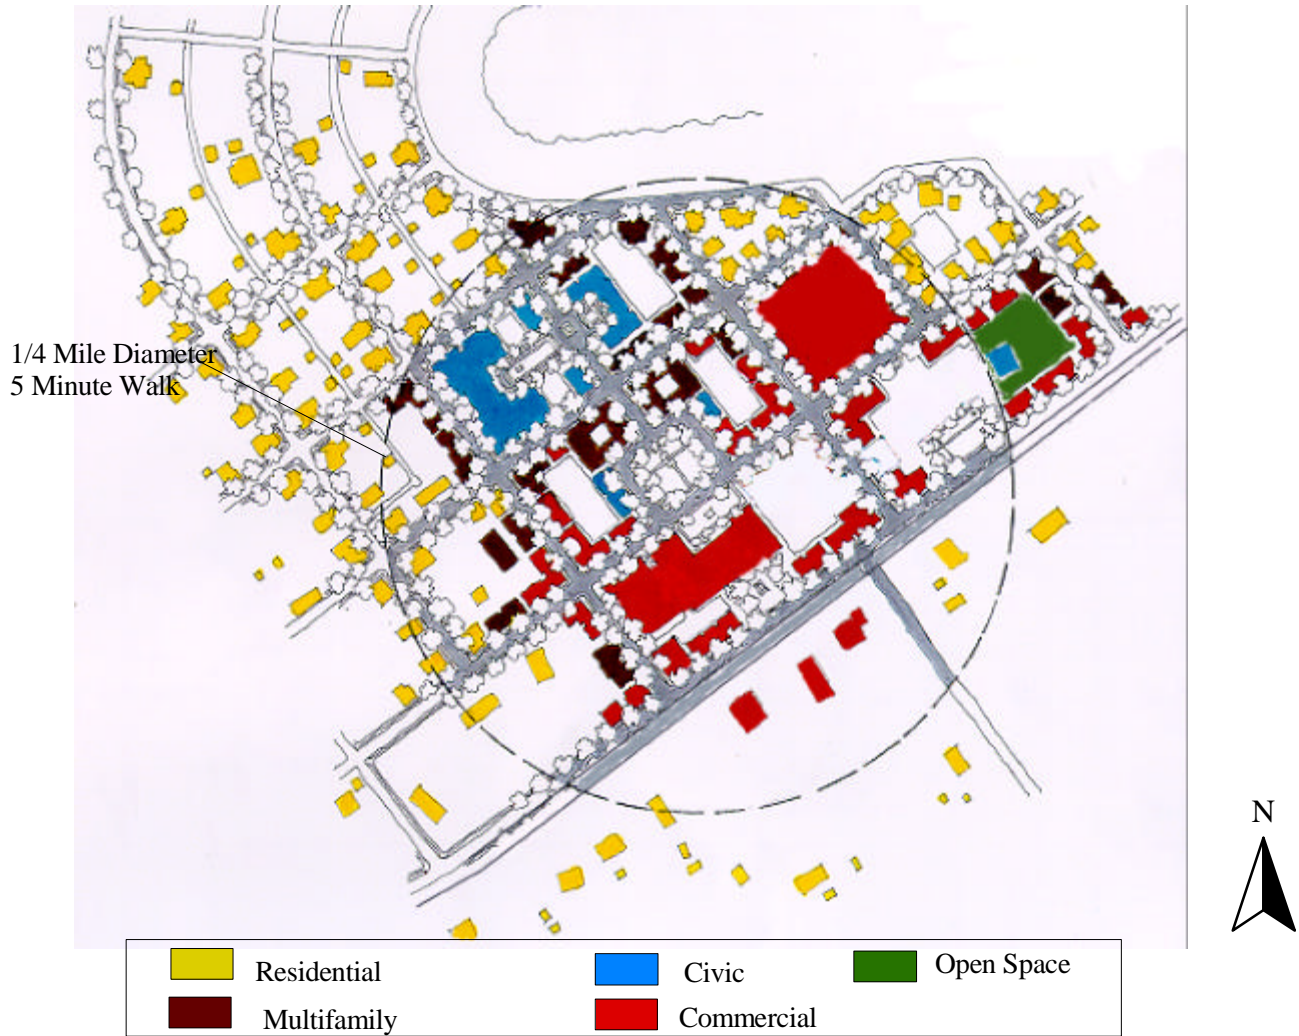 1/4 Mile Diameter
5 Minute Walk
N
Residential
Civic
Open Space
Multifamily
Commercial